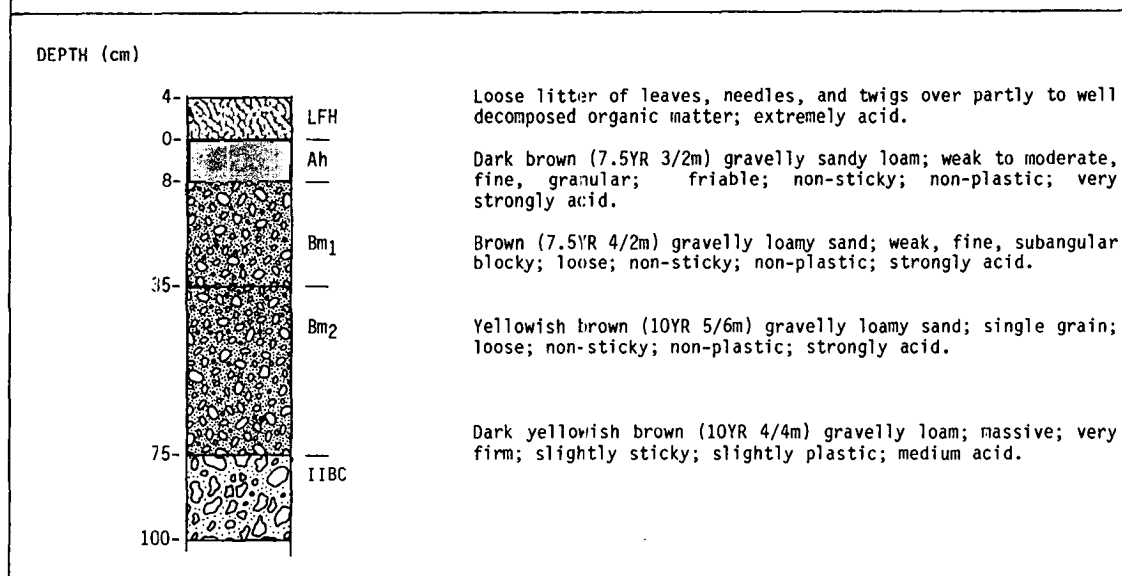 DEPTH (cm)
4-
LFH
Loose litter of leaves, needles, and twigs over partly to well
decomposed organic matter; extremely acid.
0-
Ah
Dark brown (7.5YR 3/2m) gravelly sandy loam; weak to moderate,
fine, granular; friable; non-sticky; non-plastic; very
strongly acid.
8-
Bm1
Brown (7.5YR 4/2m) gravelly loamy sand; weak, fine, subangular
blocky; loose; non-sticky; non-plastic; strongly acid.
35-
Bm2
Yellowish brown (10YR 5/6m) gravelly loamy sand; single grain;
loose; non-sticky; non-plastic; strongly acid.
Dark yellowish brown (10YR 4/4m) gravelly loam; massive; very
firm; slightly sticky; slightly plastic; medium acid.
75-
IIBC
100-